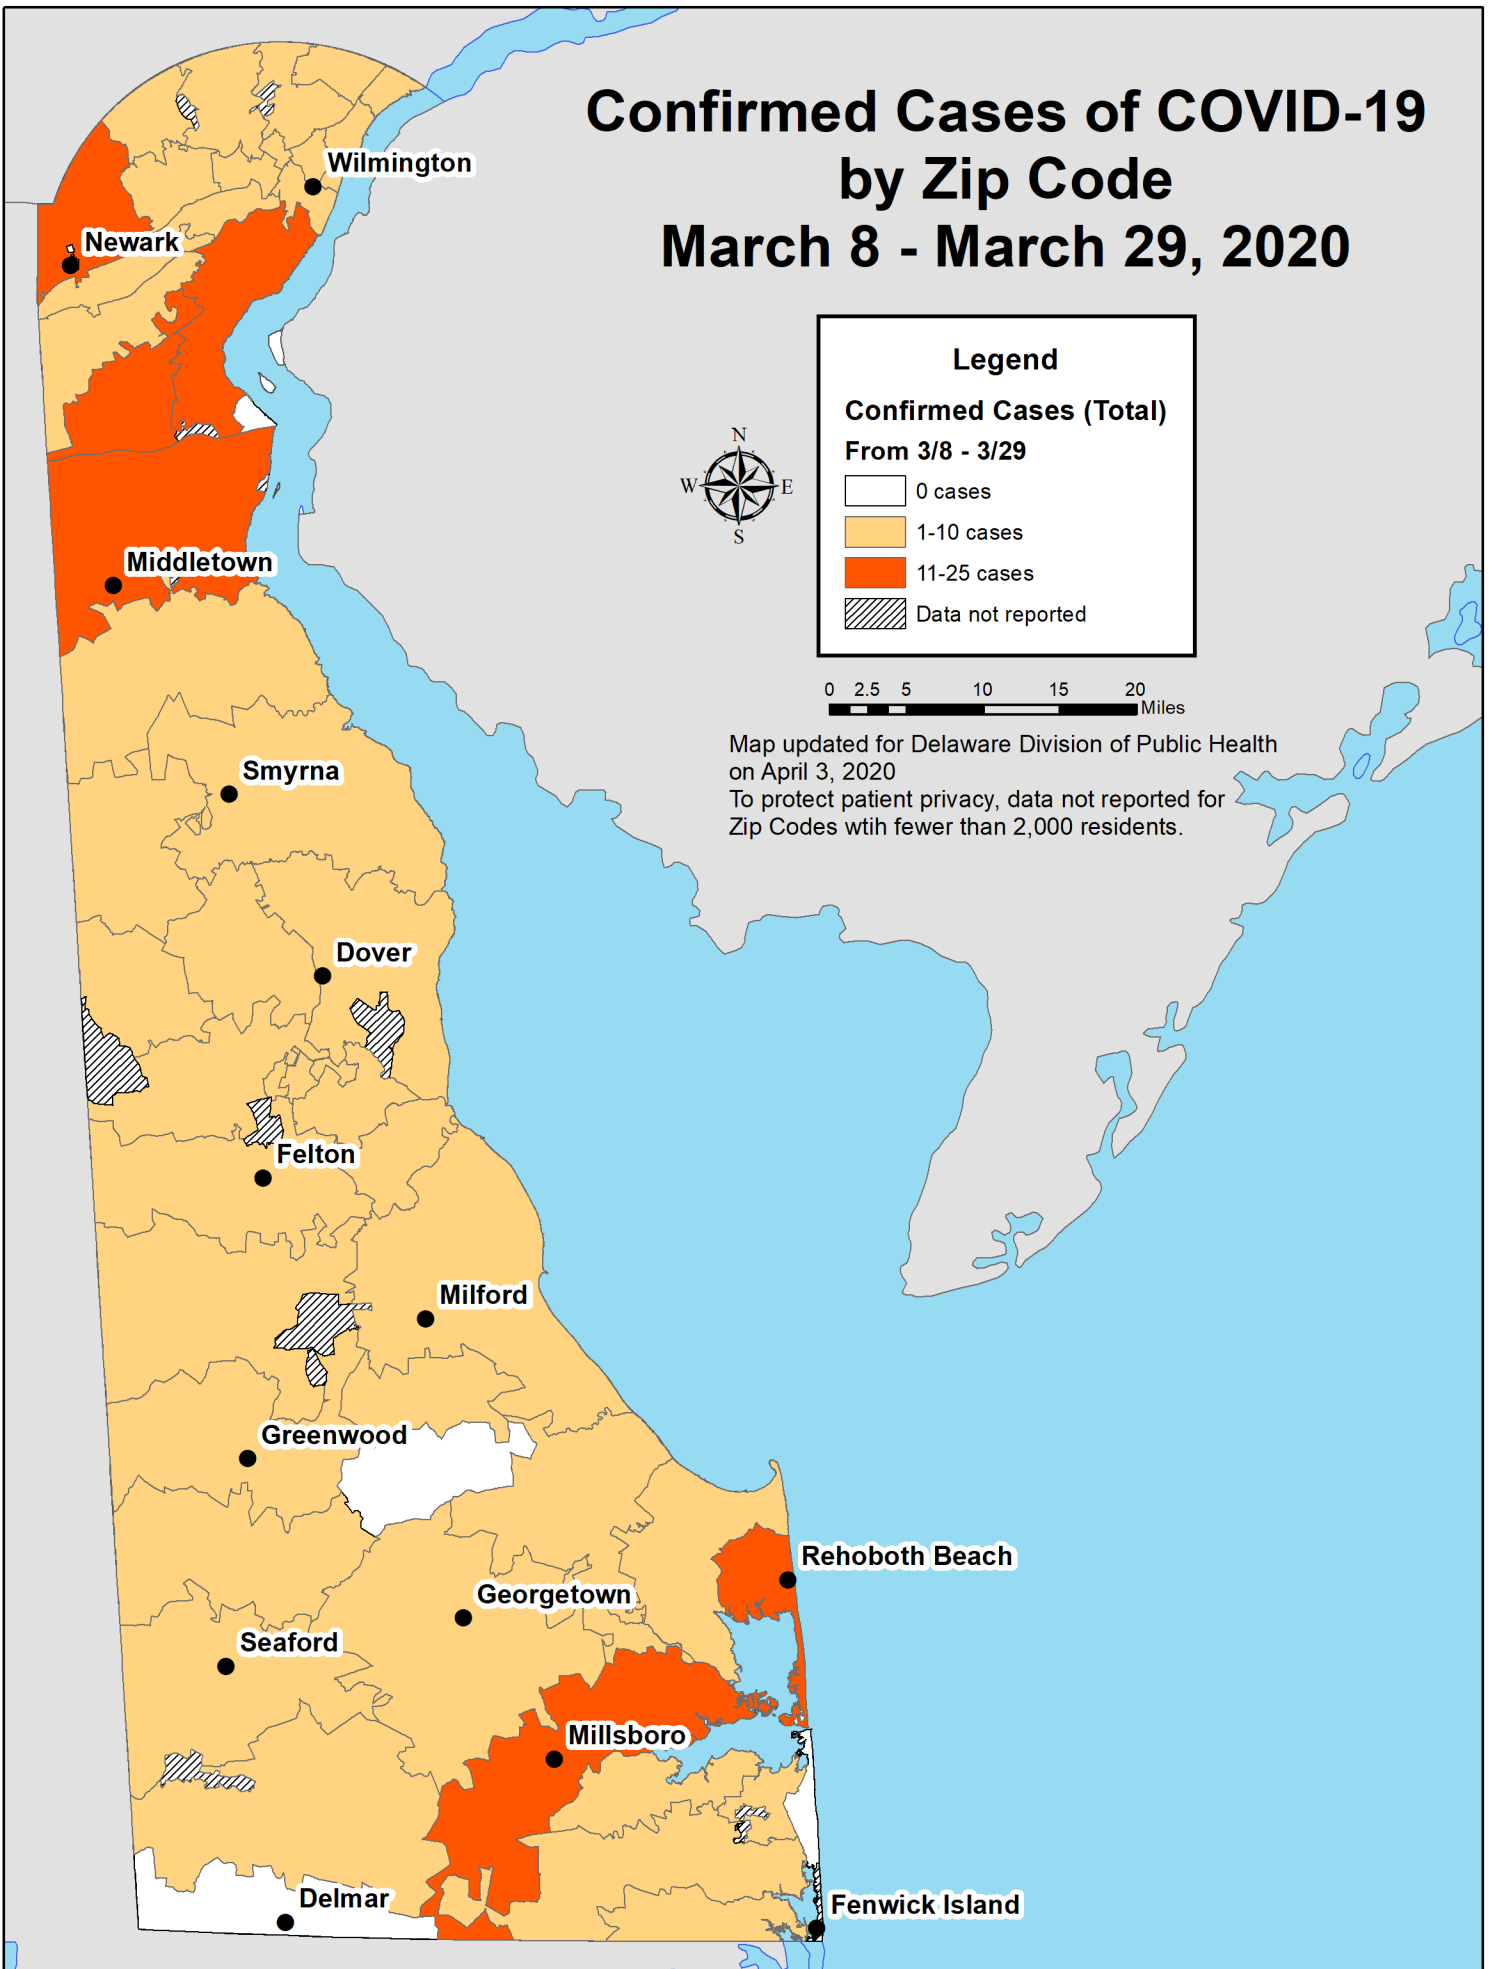 Confirmed Cases of COVID-19
by Zip Code
March 8 - March 29, 2020
Wilmington
Newark
Legend
Confirmed Cases (Total)
From 3/8 - 3/29
0 cases
1-10 cases
11-25 cases
Data not reported
N
W E
S
Middletown
0 2.5 5 10 15 20
Miles
Map updated for Delaware Division of Public Health
on April 3, 2020
To protect patient privacy, data not reported for
Zip Codes wtih fewer than 2,000 residents.
Smyrna
Dover
Felton
Milford
Greenwood
Rehoboth Beach
Georgetown
Seaford
Millsboro
Delmar
Fenwick Island